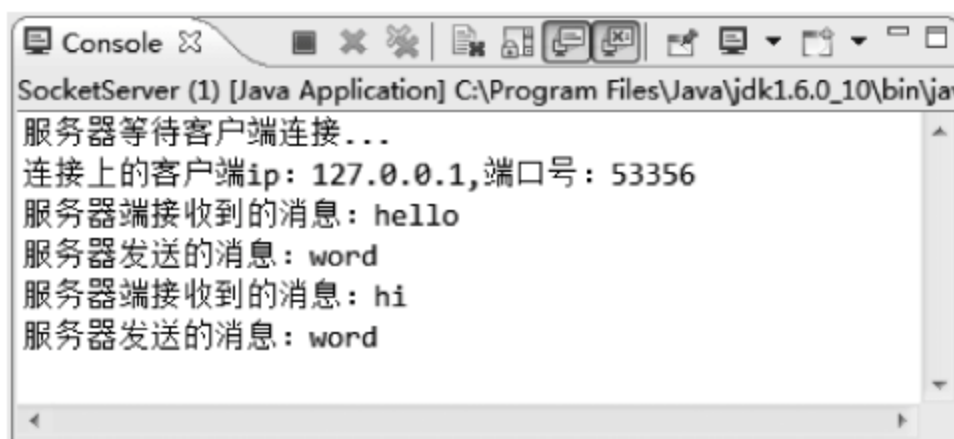 Console
SocketServer (1) [Java Application] C:\Program Files\Java\jdk1.6.0_10\bin\ja
服务器等待客户端连接...
连接上的客户端ip: 127.0.0.1,端口号: 53356
服务器端接收到的消息: hello
服务器发送的消息: word
服务器端接收到的消息: hi
服务器发送的消息: word